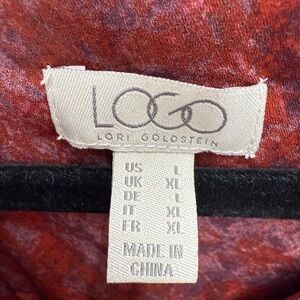 LOGO
LORI GOLDSTEIN
US L
UK XL
DE L
IT XL
FR XL
MADE IN
CHINA